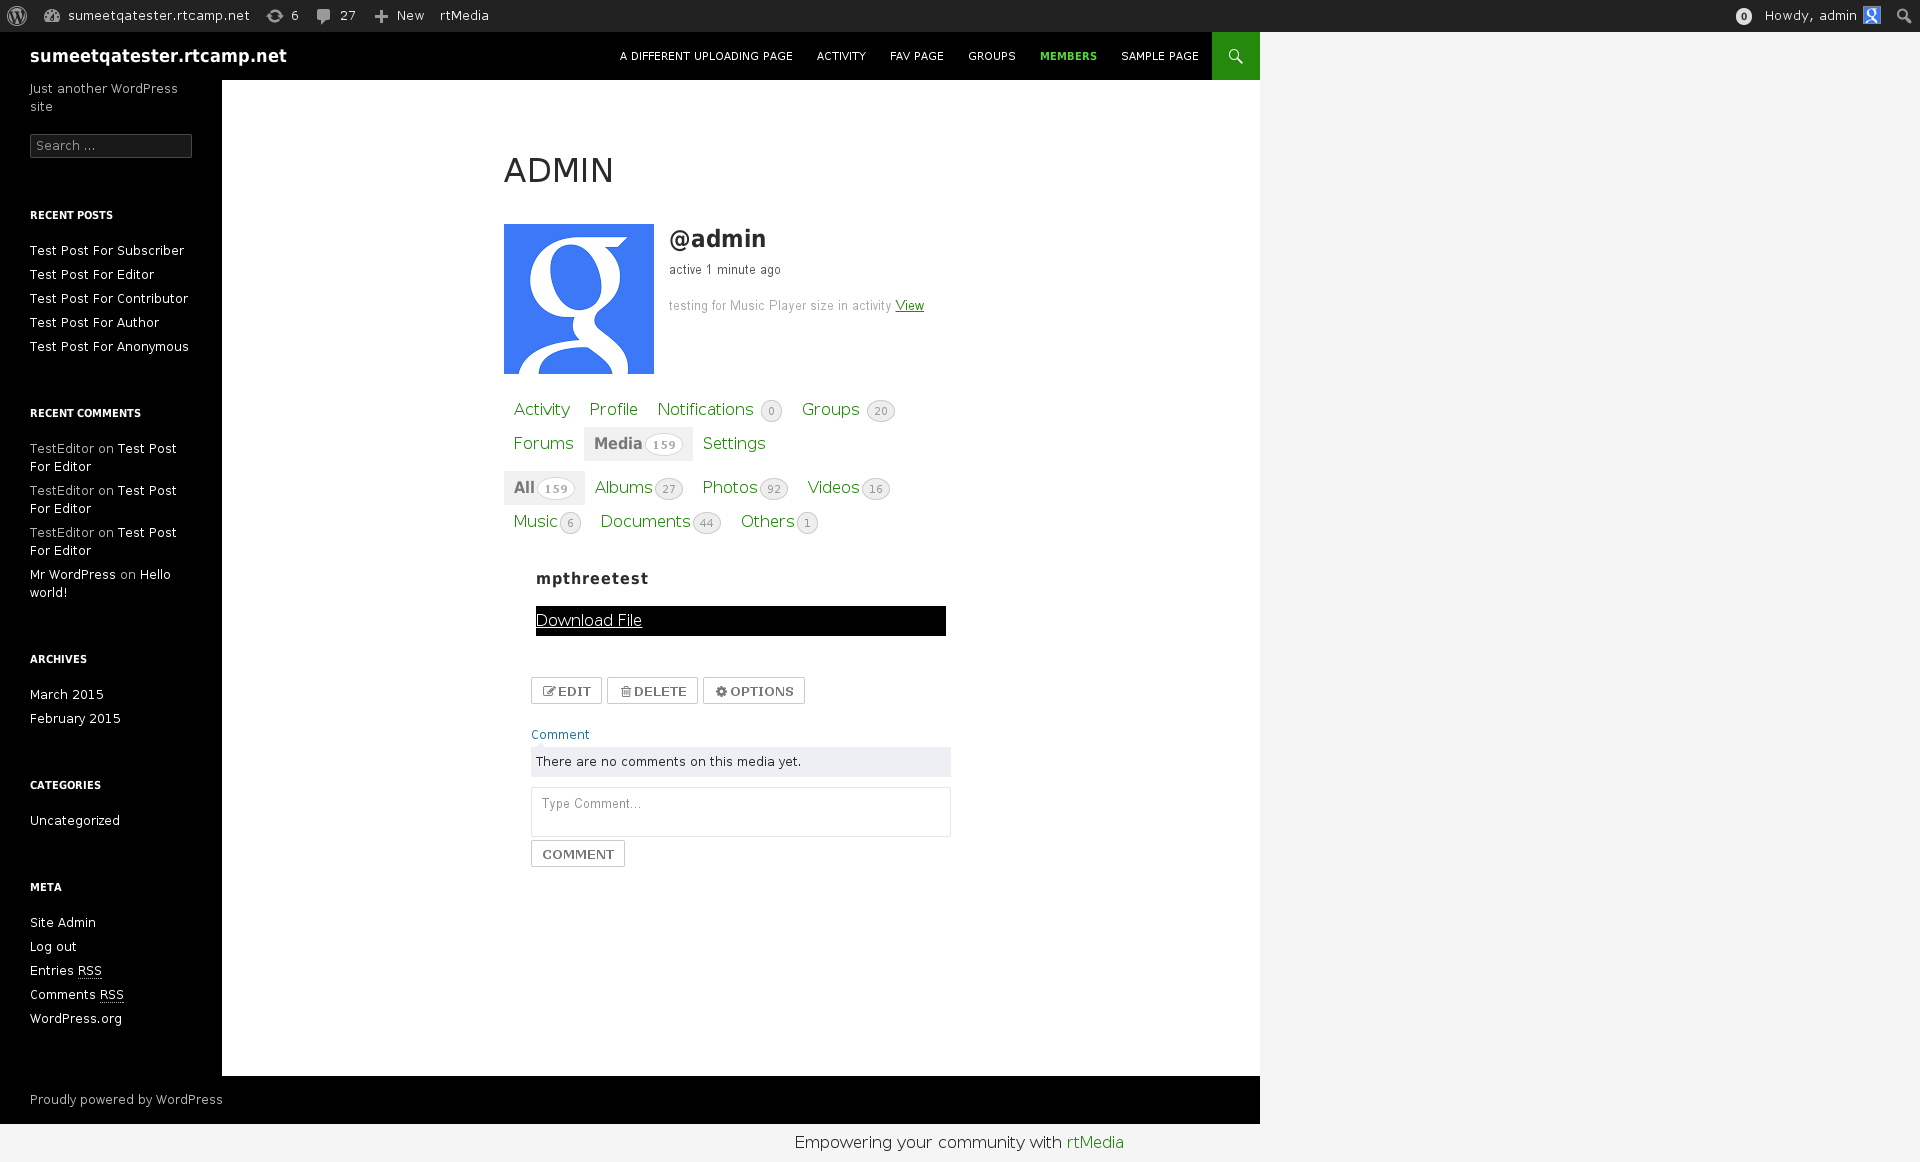 sumeetqatester.rtcamp.net 6 27 New rtMedia 0 Howdy, admin
sumeetqatester.rtcamp.net
A DIFFERENT UPLOADING PAGE ACTIVITY FAV PAGE GROUPS MEMBERS SAMPLE PAGE
Just another WordPress
site
Search ...
RECENT POSTS
Test Post For Subscriber
Test Post For Editor
Test Post For Contributor
Test Post For Author
Test Post For Anonymous
RECENT COMMENTS
TestEditor on Test Post
For Editor
TestEditor on Test Post
For Editor
TestEditor on Test Post
For Editor
Mr WordPress on Hello
world!
ARCHIVES
March 2015
February 2015
CATEGORIES
Uncategorized
META
Site Admin
Log out
Entries RSS
Comments RSS
WordPress.org
ADMIN
g
@admin
active 1 minute ago
testing for Music Player size in activity View
Activity Profile Notifications 0 Groups 20
Forums Media 159 Settings
All 159 Albums 27 Photos 92 Videos 16
Music 6 Documents 44 Others 1
mpthreetest
Download File
EDIT DELETE OPTIONS
Comment
There are no comments on this media yet.
Type Comment...
COMMENT
Proudly powered by WordPress
Empowering your community with rtMedia